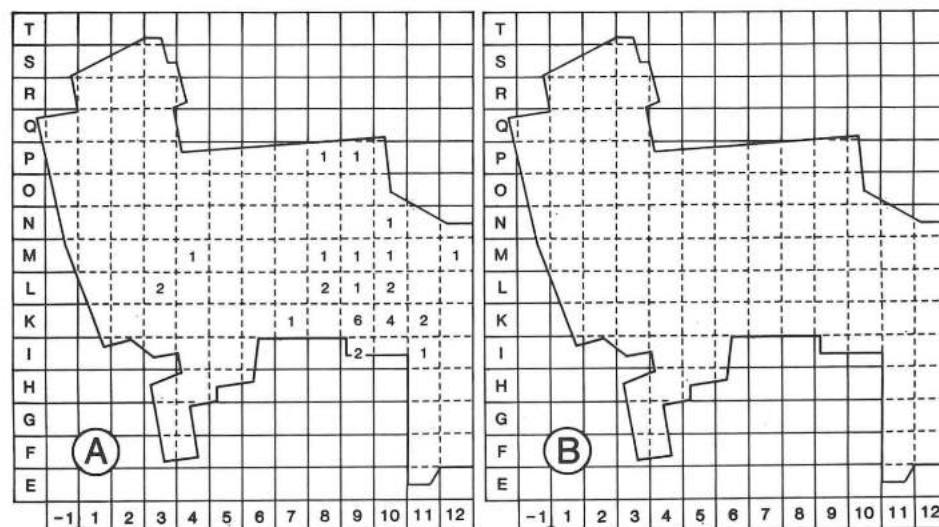 T T
S S
R R
Q Q
P 1 1 P
O O
N 1 N
M 1 1 1 1 1 M
L 2 2 1 2 L
K 1 6 4 2 K
I 2 1 I
H H
G G
F F
A B
E E
-1 1 2 3 4 5 6 7 8 9 10 11 12 -1 1 2 3 4 5 6 7 8 9 10 11 12